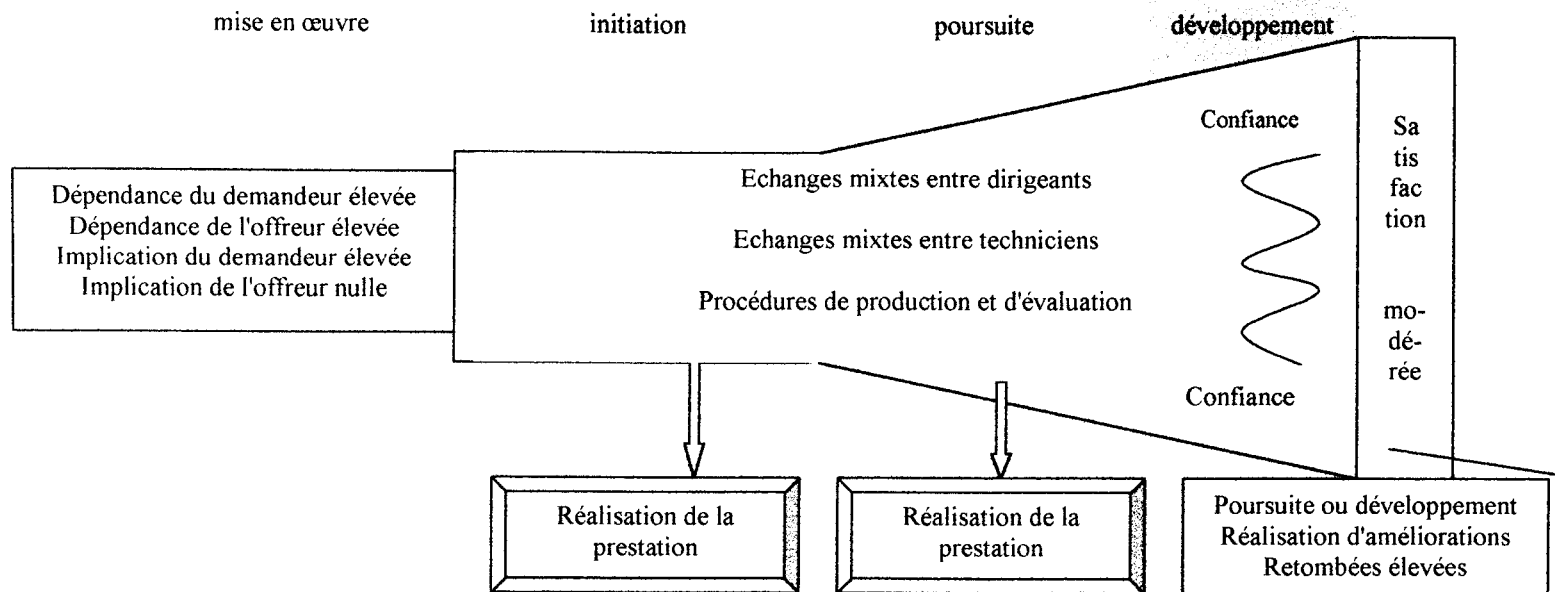 mise en œuvre
initiation
poursuite
développement
Dépendance du demandeur élevée
Dépendance de l'offreur élevée
Implication du demandeur élevée
Implication de l'offreur nulle
Echanges mixtes entre dirigeants
Echanges mixtes entre techniciens
Procédures de production et d'évaluation
Confiance
Confiance
Sa
tis
fac
tion
mo-
dé-
rée
Réalisation de la
prestation
Réalisation de la
prestation
Poursuite ou développement
Réalisation d'améliorations
Retombées élevées